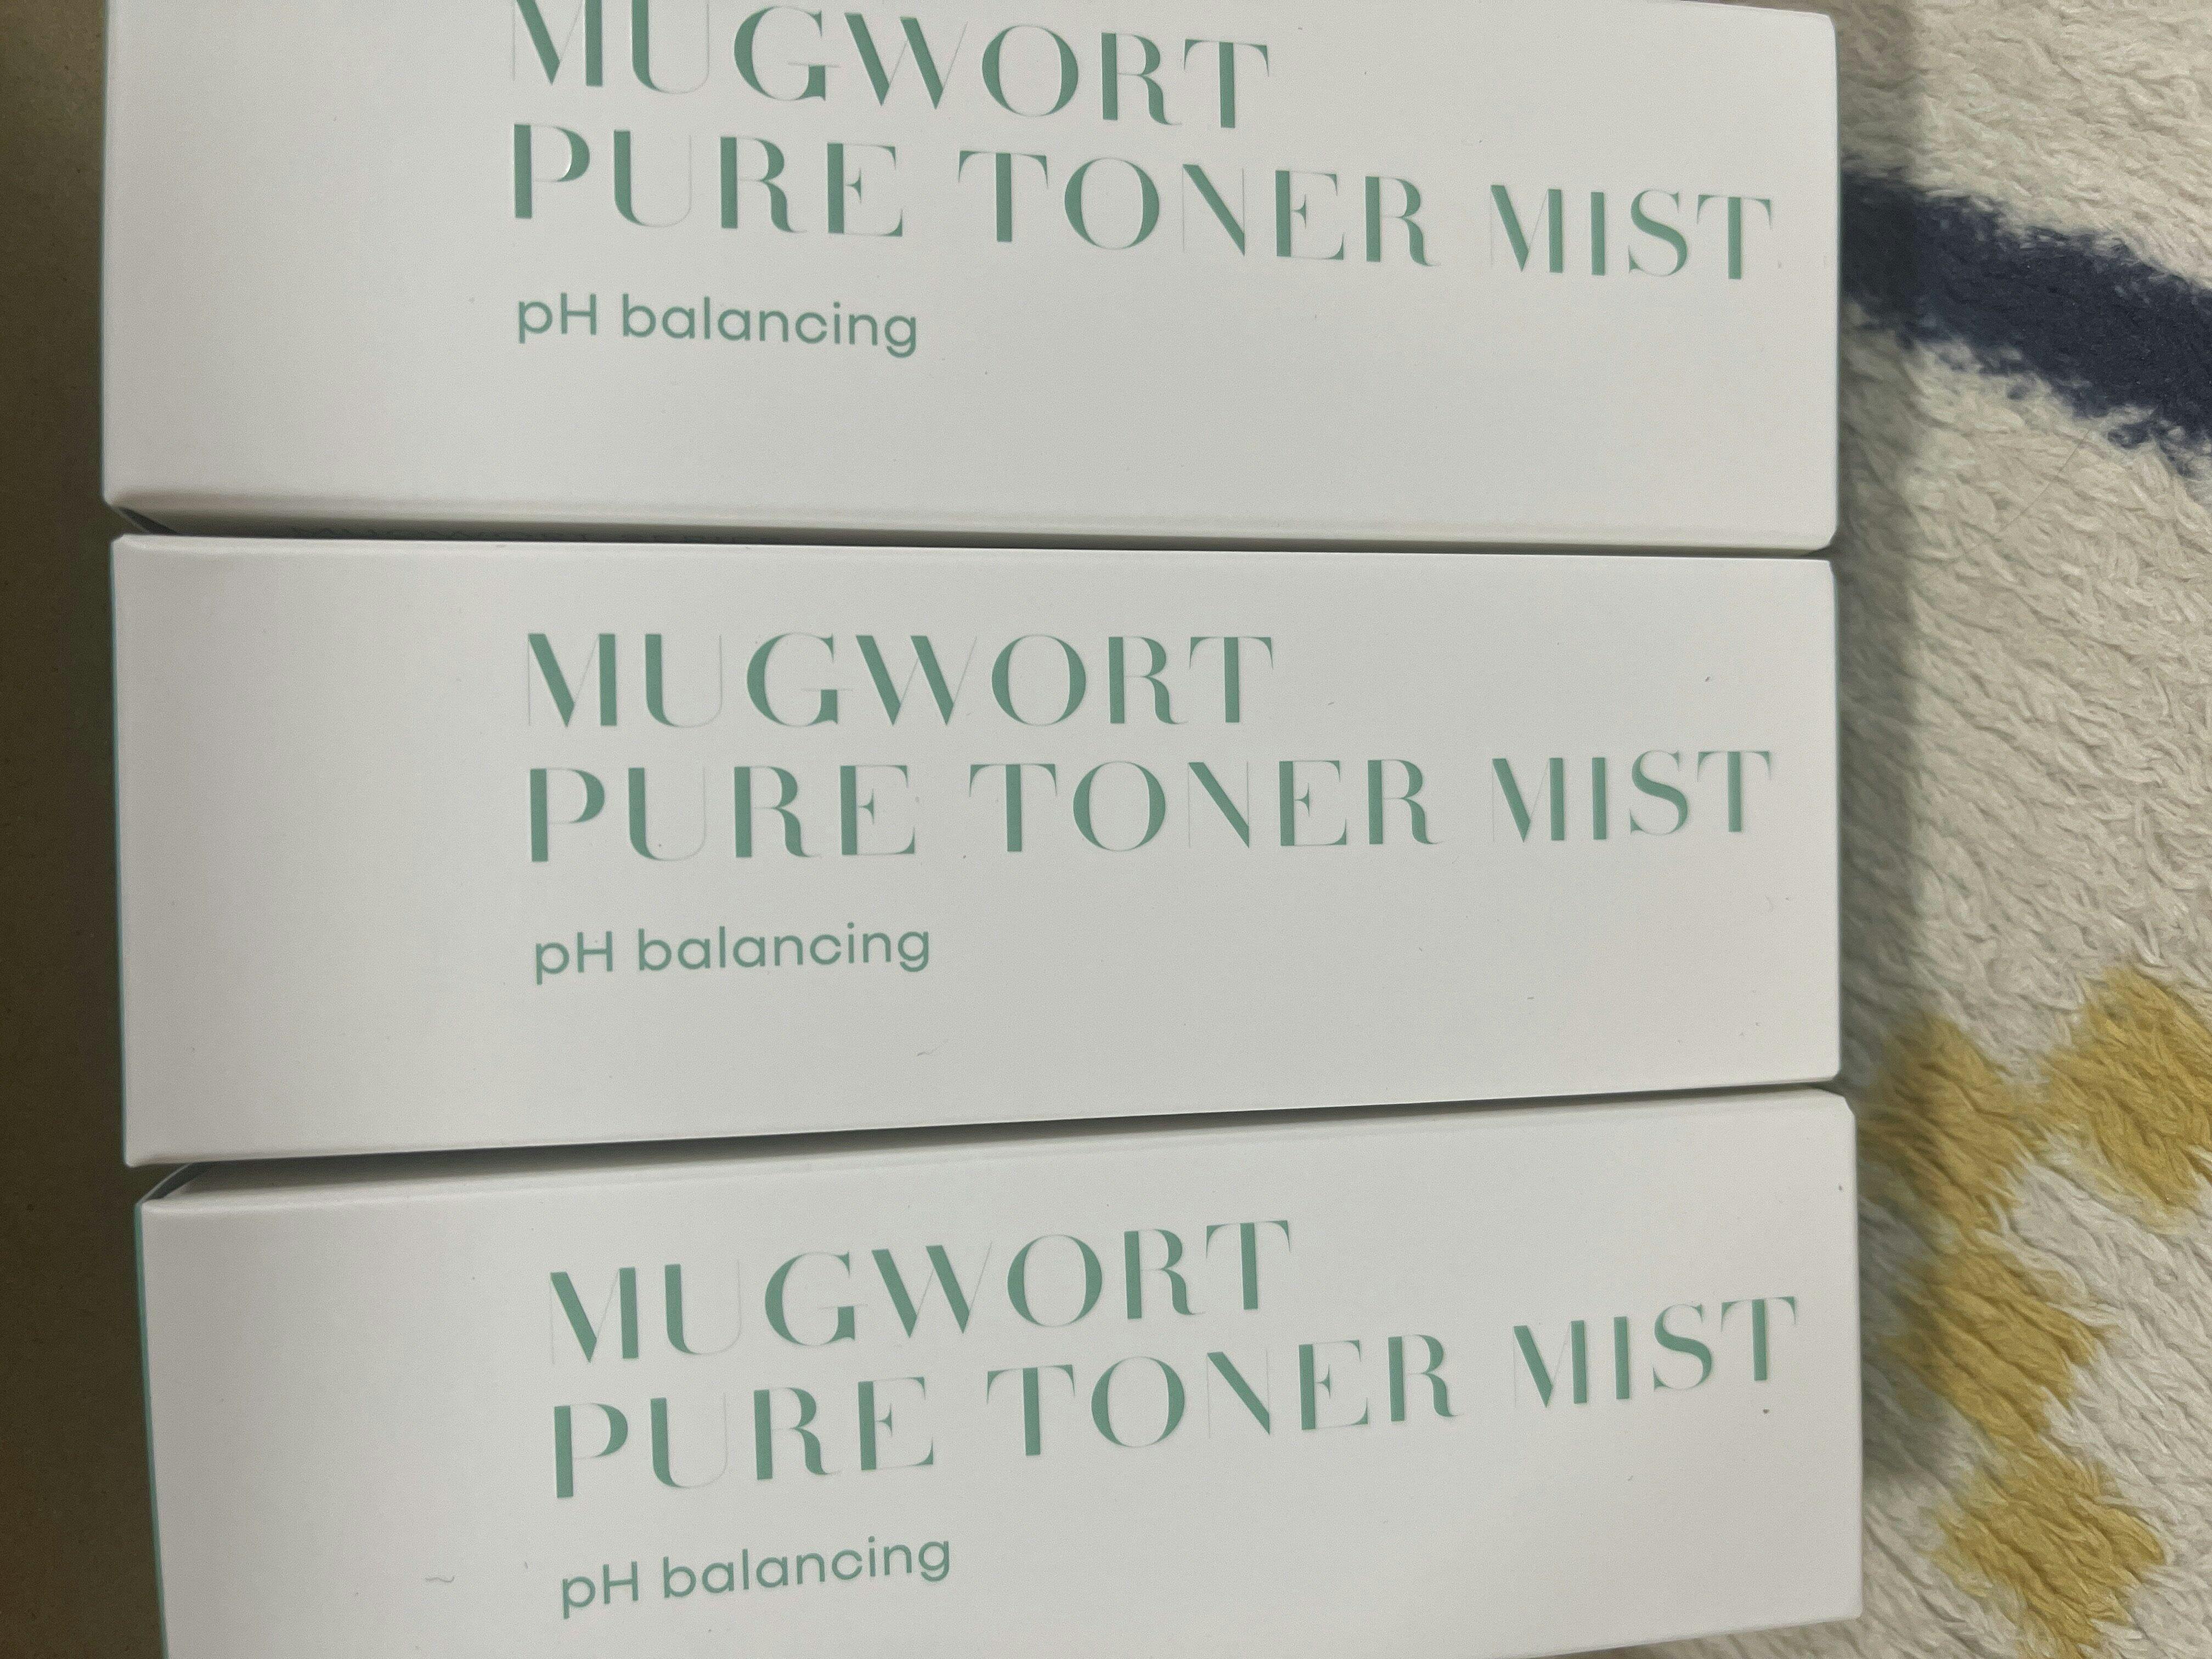 MUGWORT
PURE TONER MIST
pH balancing
MUGWORT
PURE TONER MIST
pH balancing
MUGWORT
PURE TONER MIST
pH balancing